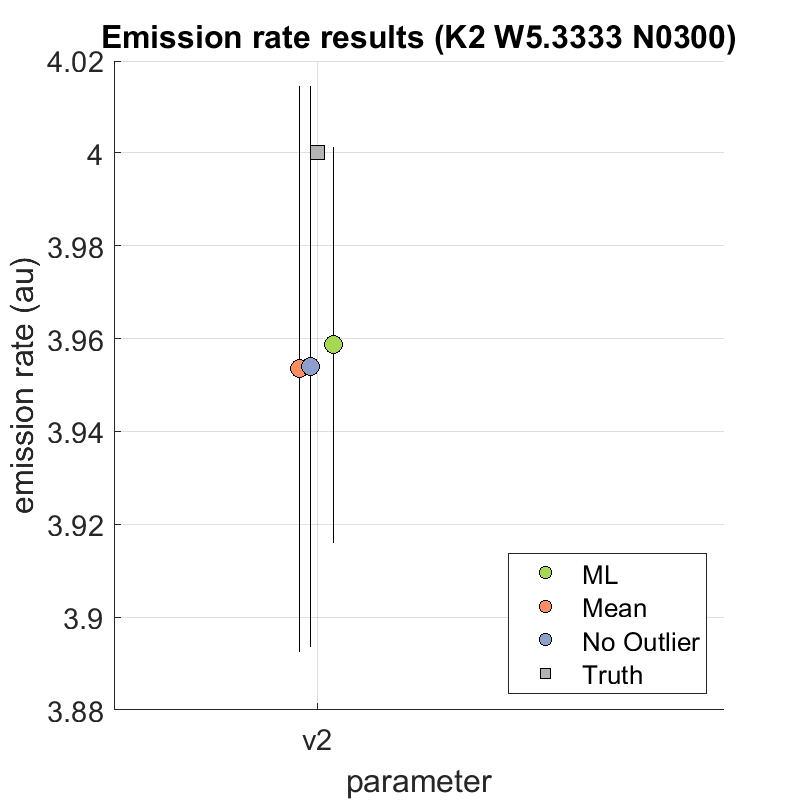 Emission rate results (K2 W5.3333 N0300)
4.02
4
3.98
3.96
3.94
3.92
3.9
3.88
emission rate (au)
ML
Mean
No Outlier
Truth
v2
parameter